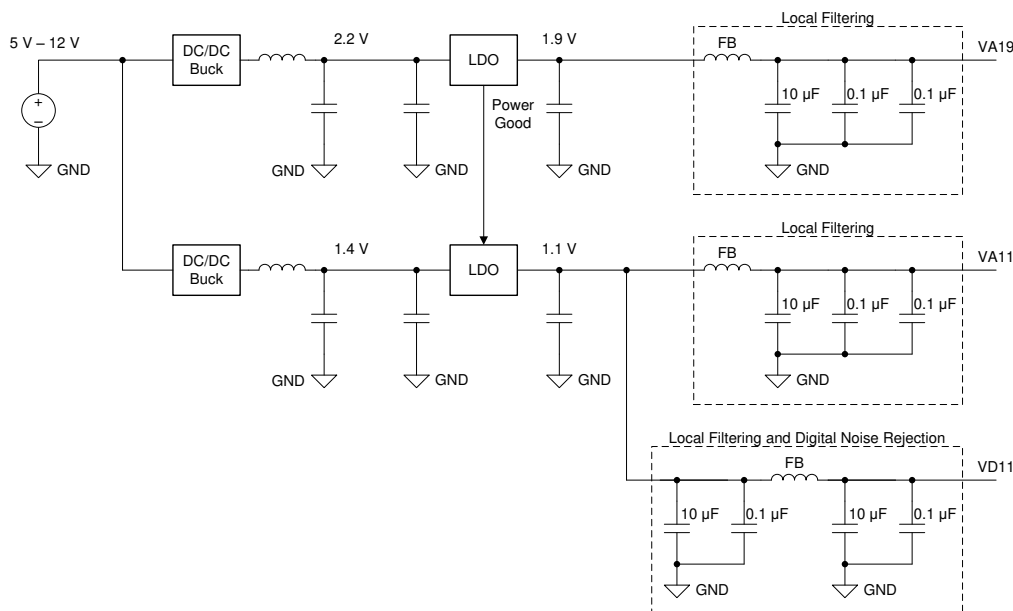 Local Filtering
5 V – 12 V
DC/DC
Buck
2.2 V
LDO
1.9 V
FB
VA19
10 µF
0.1 µF
0.1 µF
+
–
Power
Good
GND
GND
GND
GND
GND
Local Filtering
DC/DC
Buck
1.4 V
LDO
1.1 V
FB
VA11
10 µF
0.1 µF
0.1 µF
GND
GND
GND
GND
Local Filtering and Digital Noise Rejection
FB
VD11
10 µF
0.1 µF
10 µF
0.1 µF
GND
GND